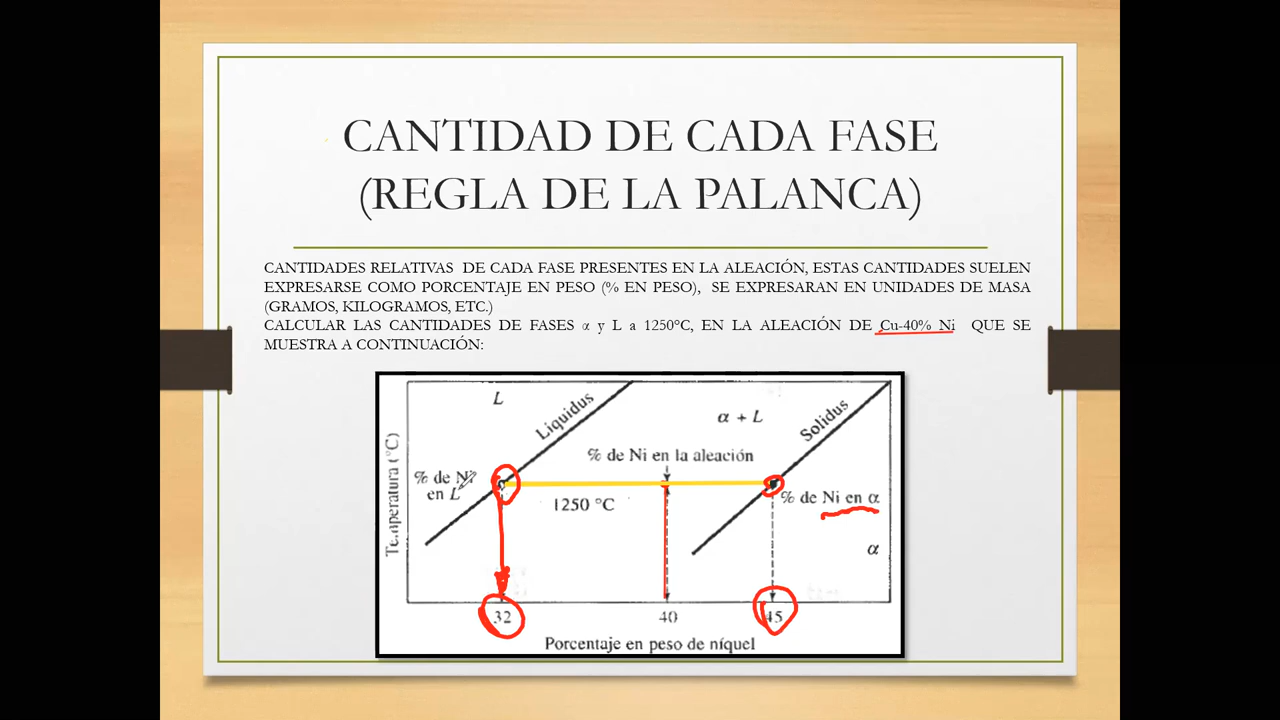 CANTIDAD DE CADA FASE
(REGLA DE LA PALANCA)
CANTIDADES RELATIVAS DE CADA FASE PRESENTES EN LA ALEACIÓN, ESTAS CANTIDADES SUELEN
EXPRESARSE COMO PORCENTAJE EN PESO (% EN PESO), SE EXPRESARAN EN UNIDADES DE MASA
(GRAMOS, KILOGRAMOS, ETC.)
CALCULAR LAS CANTIDADES DE FASES α y L a 1250°C, EN LA ALEACIÓN DE Cu-40% Ni QUE SE
MUESTRA A CONTINUACIÓN:
L
Liquidus
α + L
Solidus
% de Ni en la aleación
% de Ni
en L
1250 °C
% de Ni en α
α
Temperatura (°C)
32
40
45
Porcentaje en peso de níquel